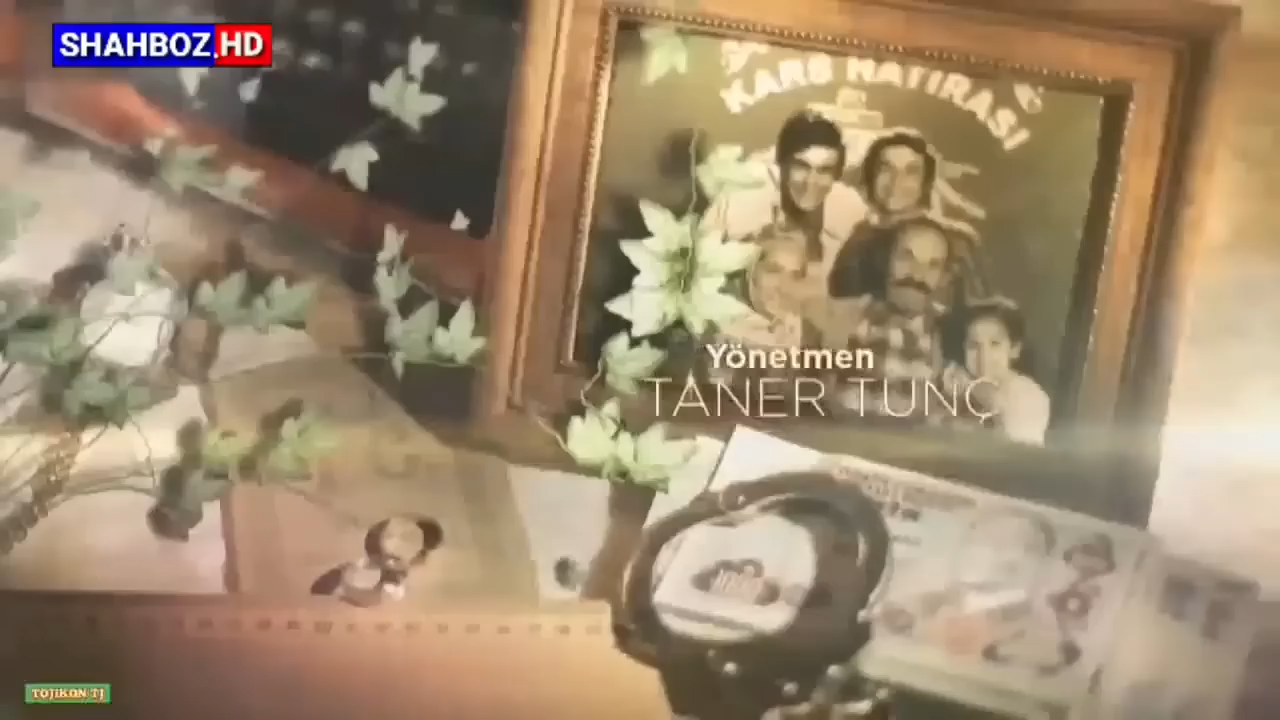 SHAHBOZ.HD
KARS HATIRASI
Yönetmen
TANER TUNÇ
TOJIKON TJ